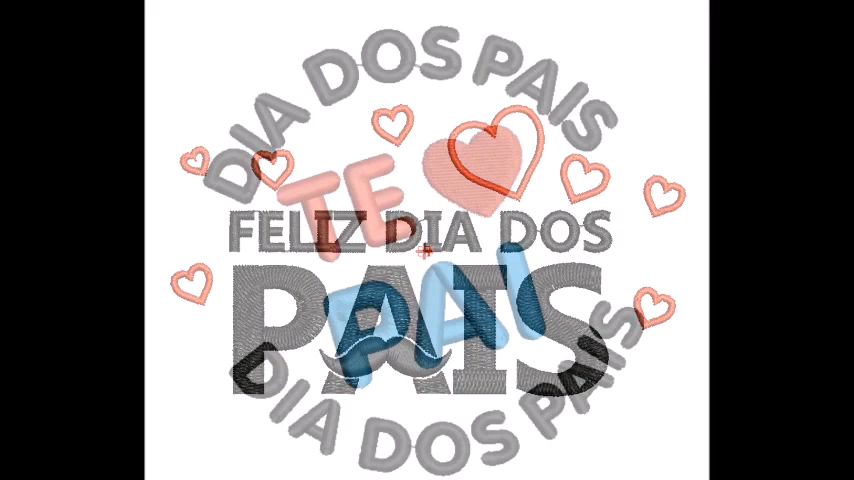 DIA DOS PAIS
TE
FELIZ DIA DOS
PAIS
PAI
DIA DOS PAIS